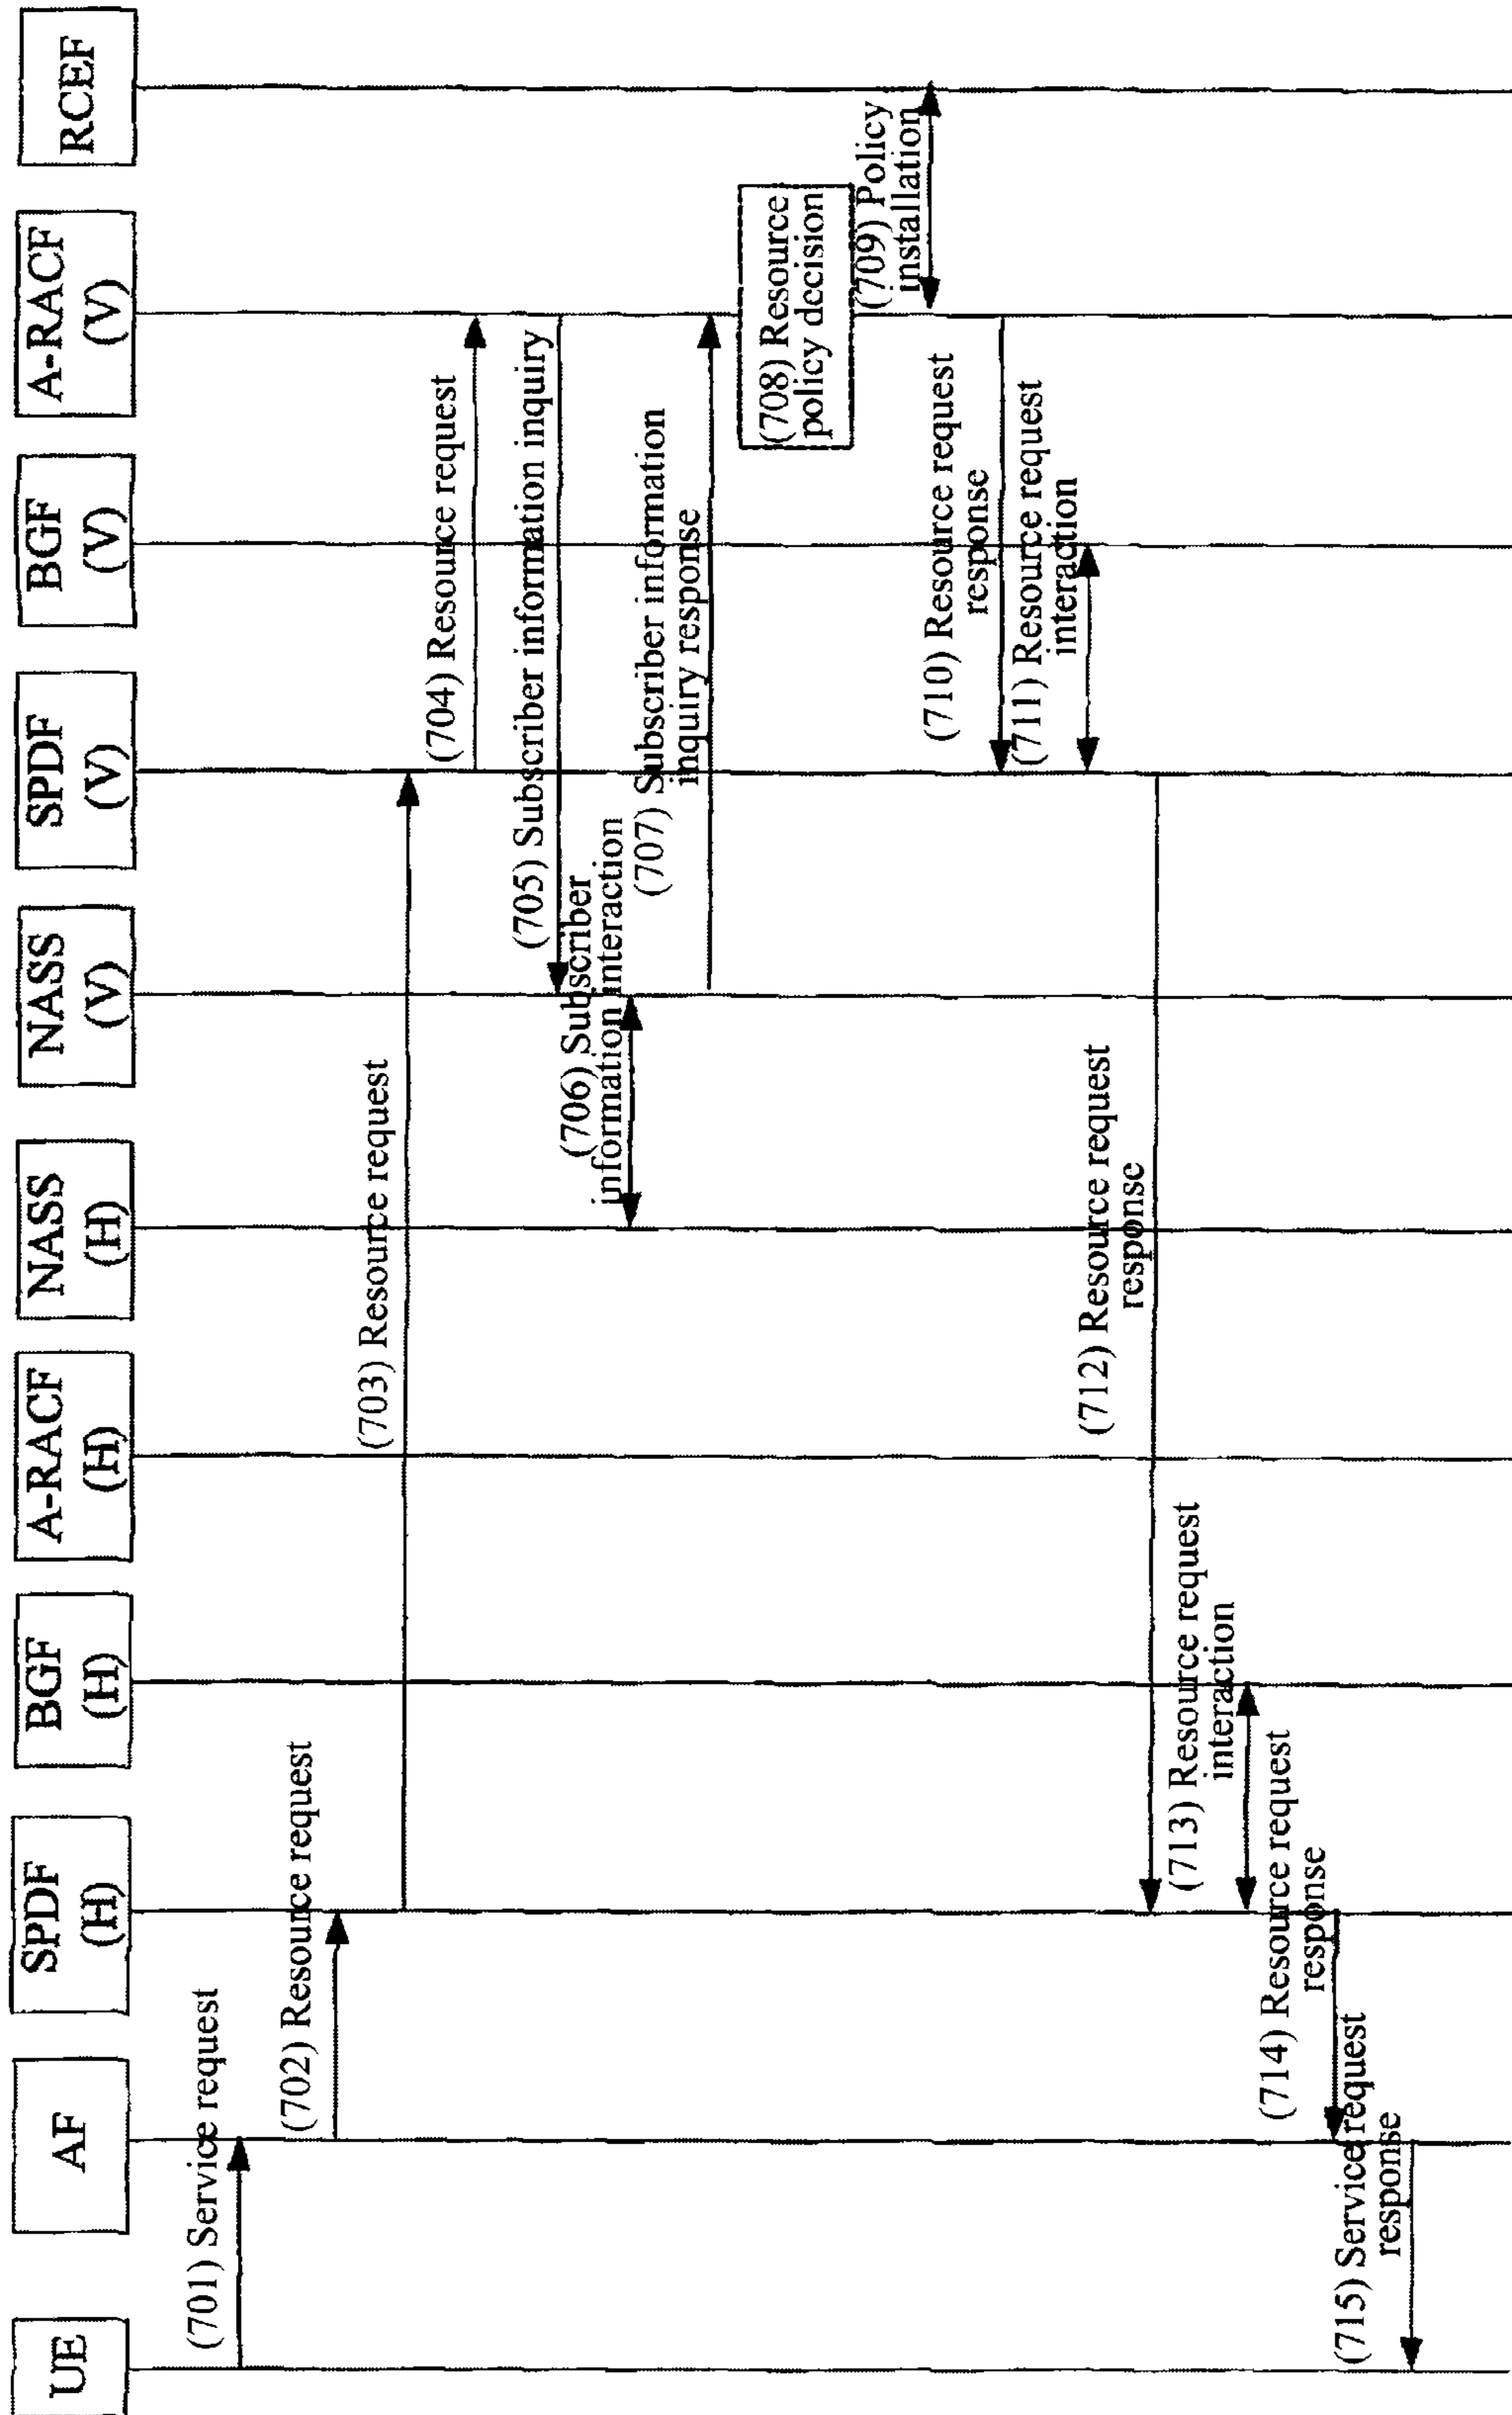 UE
AF
SPDF
(H)
BGF
(H)
A-RACF
(H)
NASS
(H)
NASS
(V)
SPDF
(V)
BGF
(V)
A-RACF
(V)
RCEF
(701) Service request
(702) Resource request
(703) Resource request
(704) Resource request
(705) Subscriber information inquiry
(706) Subscriber
information interaction
(707) Subscriber information
inquiry response
(708) Resource
policy decision
(709) Policy
installation
(710) Resource request
response
(711) Resource request
interaction
(712) Resource request
response
(713) Resource request
interaction
(714) Resource request
response
(715) Service request
response